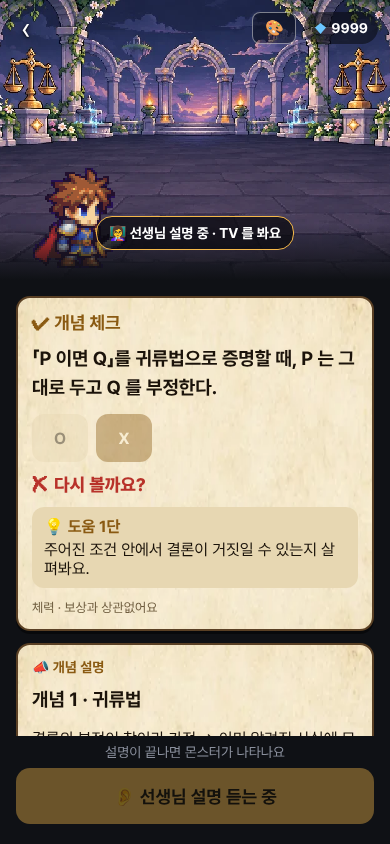 9999
선생님 설명 중 · TV 를 봐요
개념 체크
「P 이면 Q」를 귀류법으로 증명할 때, P 는 그
대로 두고 Q 를 부정한다.
O
X
다시 볼까요?
도움 1단
주어진 조건 안에서 결론이 거짓일 수 있는지 살
펴봐요.
체력 · 보상과 상관없어요
개념 설명
개념 1 · 귀류법
설명이 끝나면 몬스터가 나타나요
선생님 설명 듣는 중